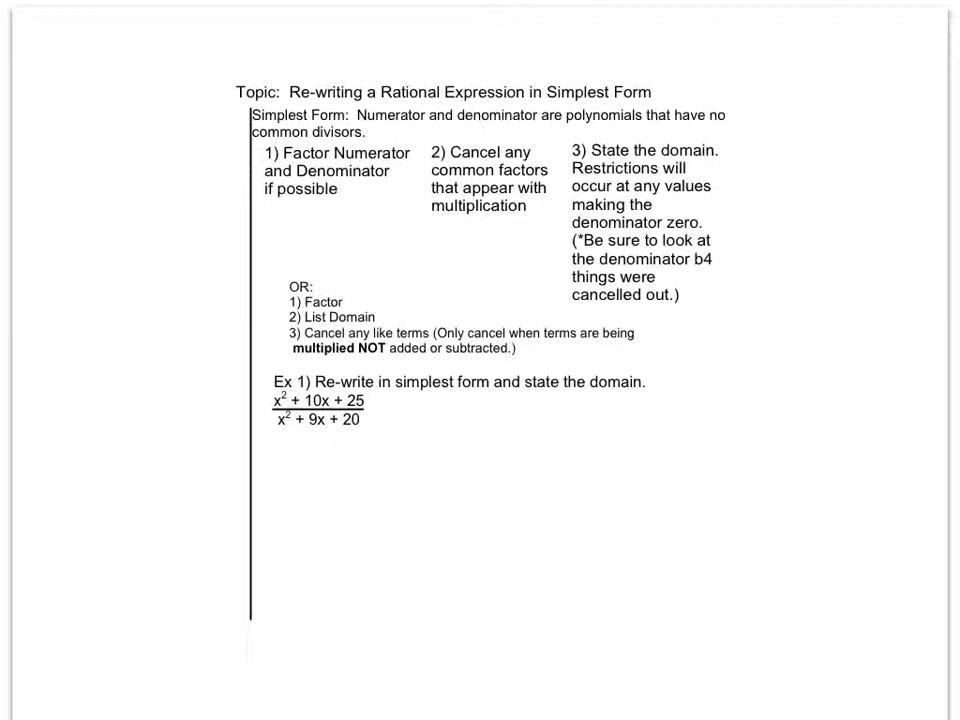 Topic:  Re-writing a Rational Expression in Simplest Form
Simplest Form:  Numerator and denominator are polynomials that have no
common divisors.
1) Factor Numerator
and Denominator
if possible
2) Cancel any
common factors
that appear with
multiplication
3) State the domain.
Restrictions will
occur at any values
making the
denominator zero.
(*Be sure to look at
the denominator b4
things were
cancelled out.)
OR:
1) Factor
2) List Domain
3) Cancel any like terms (Only cancel when terms are being
multiplied NOT added or subtracted.)
Ex 1) Re-write in simplest form and state the domain.
x² + 10x + 25
x² + 9x + 20